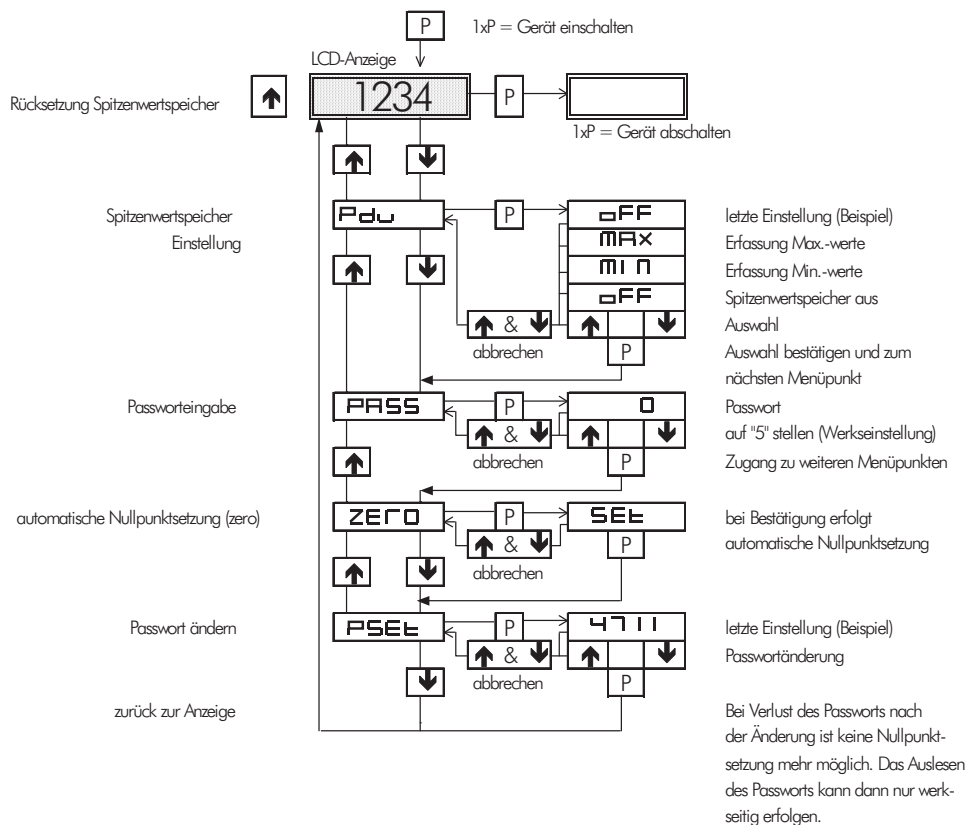 P 1xP = Gerät einschalten
LCD-Anzeige
Rücksetzung Spitzenwertspeicher 1234 P
1xP = Gerät abschalten
Spitzenwertspeicher Pdv P oFF letzte Einstellung (Beispiel)
Einstellung MAX Erfassung Max.-werte
MIN Erfassung Min.-werte
oFF Spitzenwertspeicher aus
& Auswahl
abbrechen P Auswahl bestätigen und zum
nächsten Menüpunkt
Passworteingabe PASS P 0 Passwort
& auf "5" stellen (Werkseinstellung)
abbrechen P Zugang zu weiteren Menüpunkten
automatische Nullpunktsetzung (zero) ZEro P SEt bei Bestätigung erfolgt
& P automatische Nullpunktsetzung
abbrechen
Passwort ändern PSEt P 4711 letzte Einstellung (Beispiel)
& Passwortänderung
abbrechen P
zurück zur Anzeige Bei Verlust des Passworts nach
der Änderung ist keine Nullpunkt-
setzung mehr möglich. Das Auslesen
des Passworts kann dann nur werk-
seitig erfolgen.